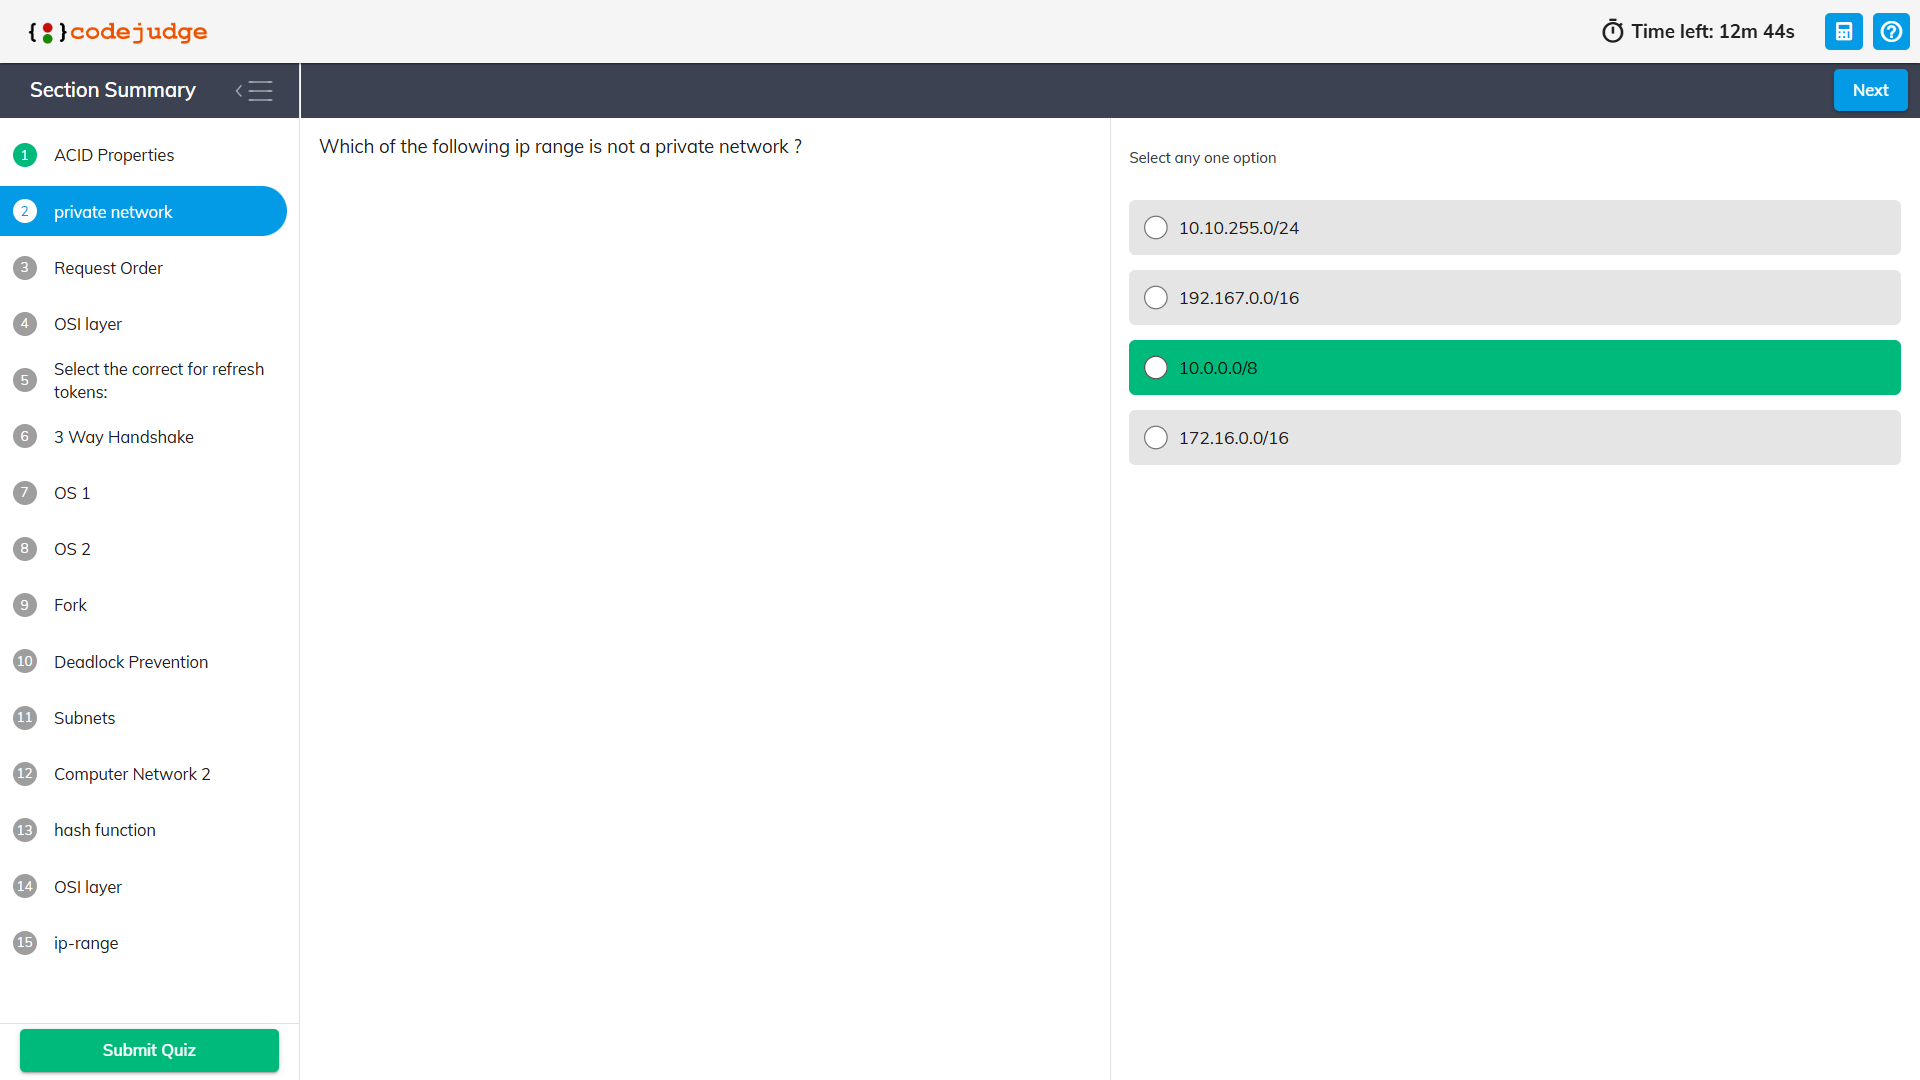 { }codejudge
Time left: 12m 44s
Section Summary
Next
1 ACID Properties
2 private network
3 Request Order
4 OSI layer
5 Select the correct for refresh
tokens:
6 3 Way Handshake
7 OS 1
8 OS 2
9 Fork
10 Deadlock Prevention
11 Subnets
12 Computer Network 2
13 hash function
14 OSI layer
15 ip-range
Submit Quiz
Which of the following ip range is not a private network ?
Select any one option
10.10.255.0/24
192.167.0.0/16
10.0.0.0/8
172.16.0.0/16